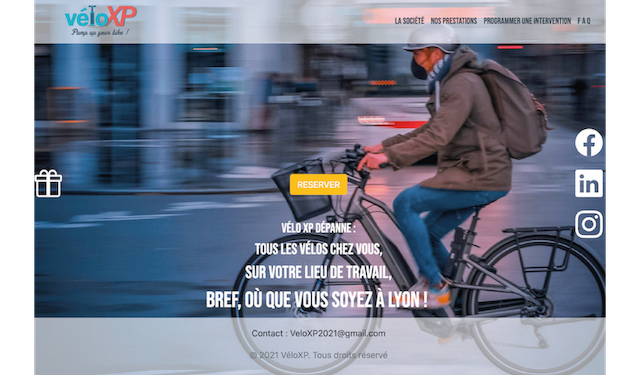 véloXP
Pump up your bike !
LA SOCIÉTÉ NOS PRESTATIONS PROGRAMMER UNE INTERVENTION F A Q
RESERVER
VÉLO XP DÉPANNE :
TOUS LES VÉLOS CHEZ VOUS,
SUR VOTRE LIEU DE TRAVAIL,
BREF, OÙ QUE VOUS SOYEZ À LYON !
Contact : VeloXP2021@gmail.com
© 2021 VéloXP. Tous droits réservé